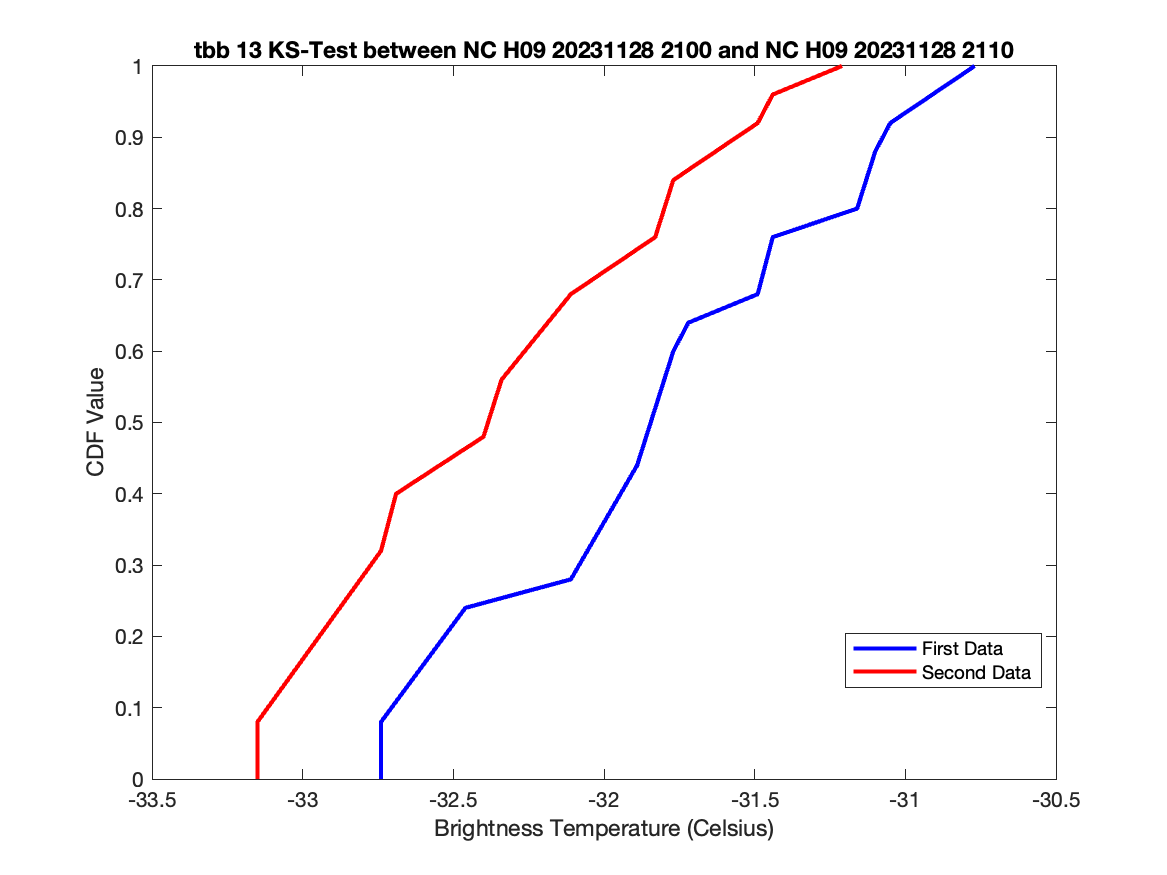 tbb 13 KS-Test between NC H09 20231128 2100 and NC H09 20231128 2110
1
0.9
0.8
0.7
0.6
0.5
0.4
0.3
0.2
0.1
0
CDF Value
First Data
Second Data
-33.5 -33 -32.5 -32 -31.5 -31 -30.5
Brightness Temperature (Celsius)